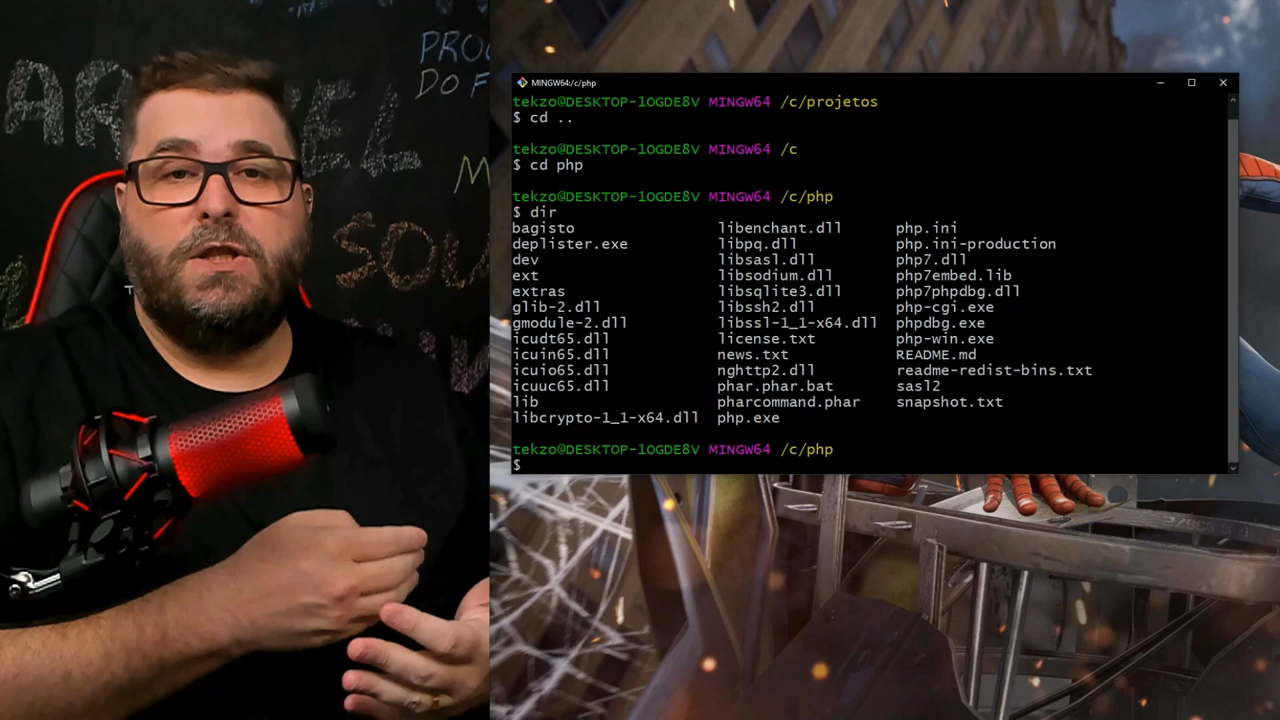 PROG
DO F
AR
EL
M
SOU
MINGW64:/c/php
tekzo@DESKTOP-1OGDE8V MINGW64 /c/projetos
$ cd ..
tekzo@DESKTOP-1OGDE8V MINGW64 /c
$ cd php
tekzo@DESKTOP-1OGDE8V MINGW64 /c/php
$ dir
bagisto libenchant.dll php.ini
deplister.exe libpq.dll php.ini-production
dev libsasl.dll php7.dll
ext libsodium.dll php7embed.lib
extras libsqlite3.dll php7phpdbg.dll
glib-2.dll libssh2.dll php-cgi.exe
gmodule-2.dll libssl-1_1-x64.dll phpdbg.exe
icudt65.dll license.txt php-win.exe
icuin65.dll news.txt README.md
icuio65.dll nghttp2.dll readme-redist-bins.txt
icuuc65.dll phar.phar.bat sasl2
lib pharcommand.phar snapshot.txt
libcrypto-1_1-x64.dll php.exe
tekzo@DESKTOP-1OGDE8V MINGW64 /c/php
$